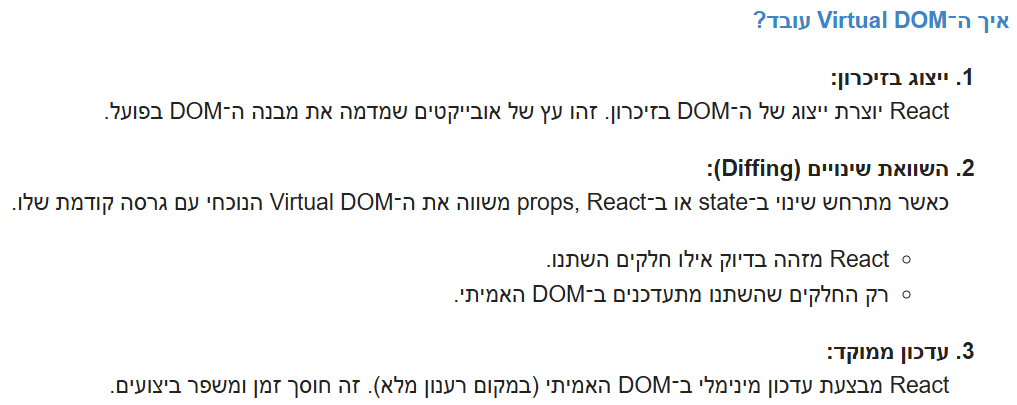 איך ה־Virtual DOM עובד?
1. ייצוג בזיכרון:
React יוצרת ייצוג של ה־DOM בזיכרון. זהו עץ של אובייקטים שמדמה את מבנה ה־DOM בפועל.
2. השוואת שינויים (Diffing):
כאשר מתרחש שינוי ב־state או ב־props, React משווה את ה־Virtual DOM הנוכחי עם גרסה קודמת שלו.
○ React מזהה בדיוק אילו חלקים השתנו.
○ רק החלקים שהשתנו מתעדכנים ב־DOM האמיתי.
3. עדכון ממוקד:
React מבצעת עדכון מינימלי ב־DOM האמיתי (במקום רענון מלא). זה חוסך זמן ומשפר ביצועים.